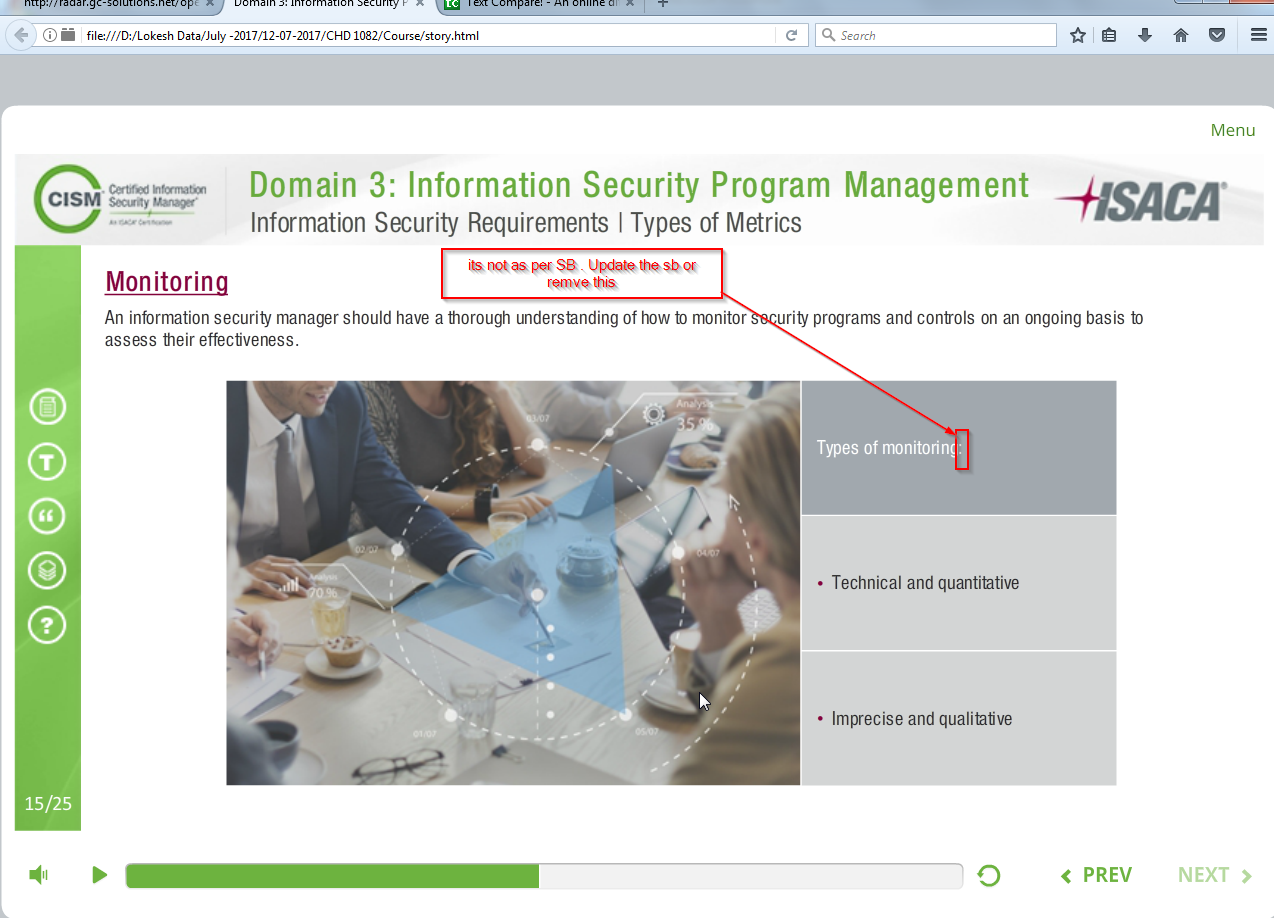 http://radar.gc-solutions.net/ope
Domain 3: Information Security P
tc Text Compare! - An online di
file:///D:/Lokesh Data/July -2017/12-07-2017/CHD 1082/Course/story.html
Search
Menu
CISM
Certified Information
Security Manager®
An ISACA® Certification
Domain 3: Information Security Program Management
Information Security Requirements | Types of Metrics
ISACA®
its not as per SB . Update the sb or
remve this
Monitoring
An information security manager should have a thorough understanding of how to monitor security programs and controls on an ongoing basis to
assess their effectiveness.
Analysis
35 %
03/07
02/07
04/07
Analysis
70 %
01/07
05/07
Types of monitoring:
• Technical and quantitative
• Imprecise and qualitative
T
“
?
15/25
PREV
NEXT